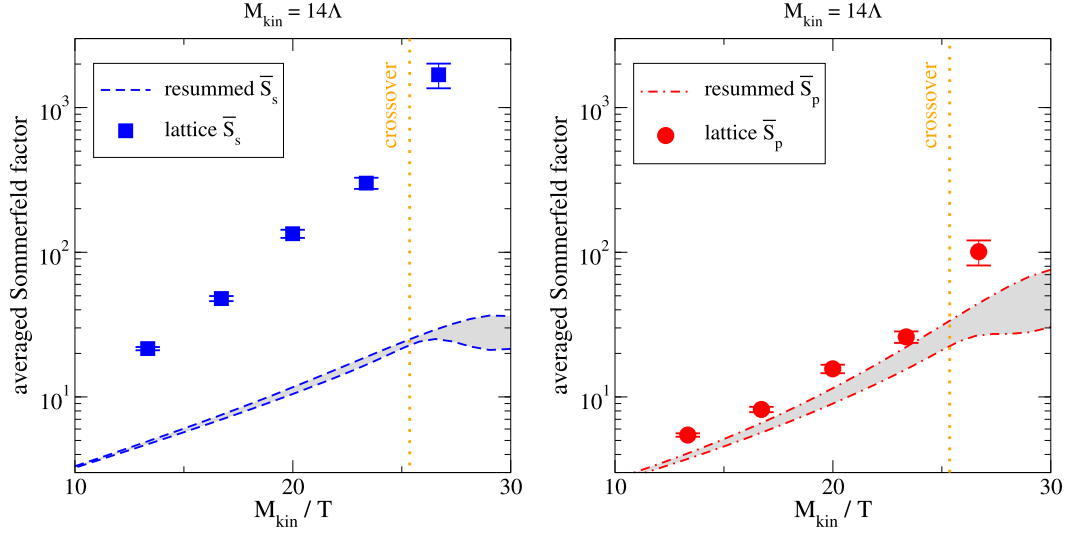 M_kin = 14Λ
averaged Sommerfeld factor
10^3
10^2
10^1
resummed S̅_s
lattice S̅_s
crossover
10 20 30
M_kin / T
M_kin = 14Λ
averaged Sommerfeld factor
10^3
10^2
10^1
resummed S̅_p
lattice S̅_p
crossover
10 20 30
M_kin / T